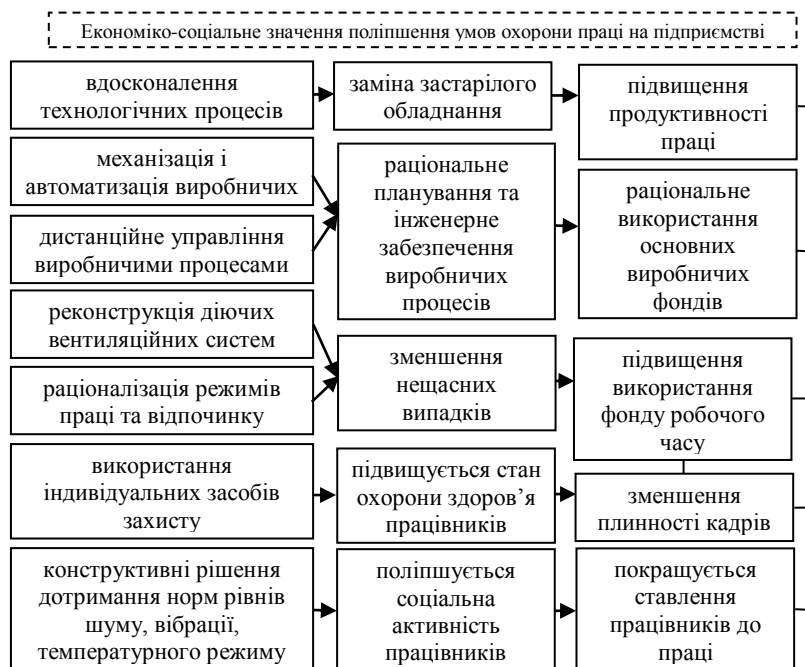 Економіко-соціальне значення поліпшення умов охорони праці на підприємстві
вдосконалення
технологічних процесів
заміна застарілого
обладнання
підвищення
продуктивності
праці
механізація і
автоматизація виробничих
дистанційне управління
виробничими процесами
раціональне
планування та
інженерне
забезпечення
виробничих
процесів
раціональне
використання
основних
виробничих
фондів
реконструкція діючих
вентиляційних систем
раціоналізація режимів
праці та відпочинку
зменшення
нещасних
випадків
підвищення
використання
фонду робочого
часу
використання
індивідуальних засобів
захисту
підвищується стан
охорони здоров’я
працівників
зменшення
плинності кадрів
конструктивні рішення
дотримання норм рівнів
шуму, вібрації,
температурного режиму
поліпшується
соціальна
активність
працівників
покращується
ставлення
працівників до
праці